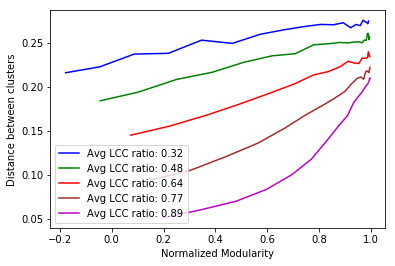 0.25
0.20
0.15
0.10
0.05
Distance between clusters
Avg LCC ratio: 0.32
Avg LCC ratio: 0.48
Avg LCC ratio: 0.64
Avg LCC ratio: 0.77
Avg LCC ratio: 0.89
−0.2 0.0 0.2 0.4 0.6 0.8 1.0
Normalized Modularity